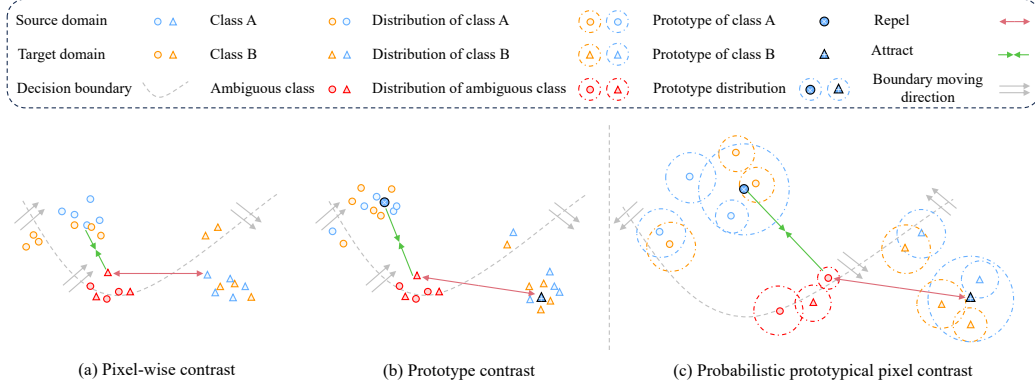 Source domain Class A Distribution of class A Prototype of class A Repel
Target domain Class B Distribution of class B Prototype of class B Attract
Decision boundary Ambiguous class Distribution of ambiguous class Prototype distribution Boundary moving
direction
(a) Pixel-wise contrast (b) Prototype contrast (c) Probabilistic prototypical pixel contrast